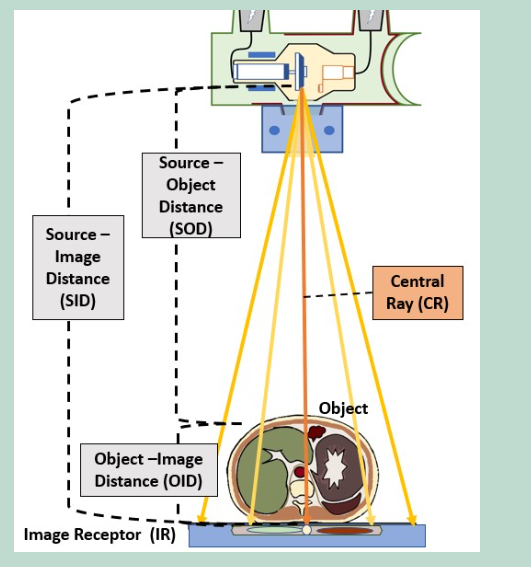 Source –
Object
Distance
(SOD)
Source –
Image
Distance
(SID)
Central
Ray (CR)
Object
Object –Image
Distance (OID)
Image Receptor (IR)